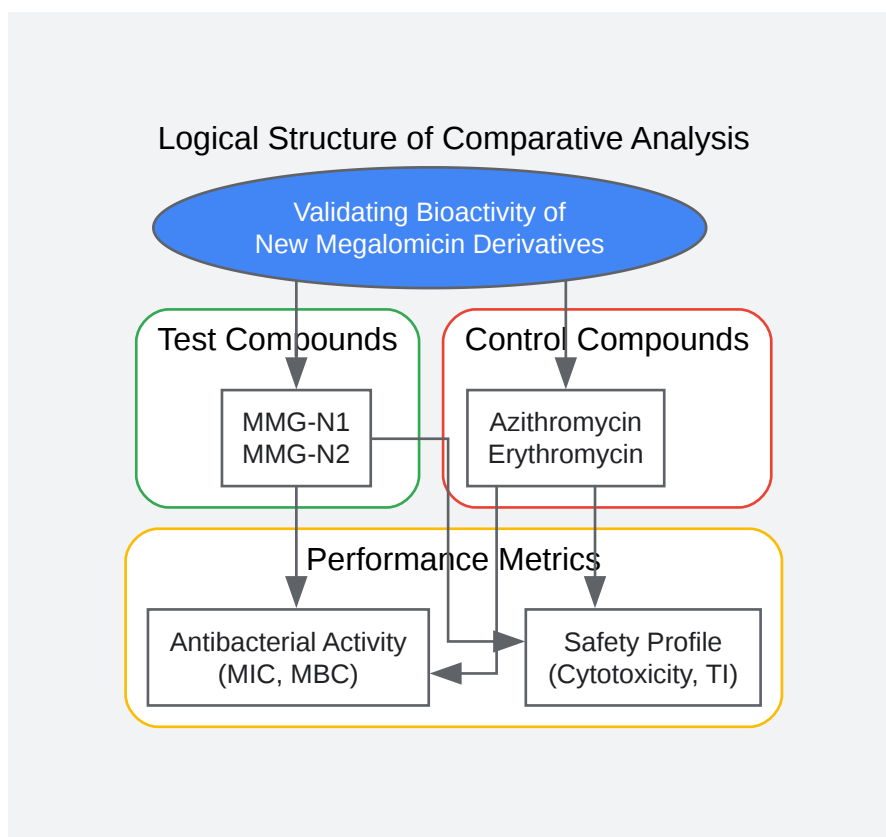 Logical Structure of Comparative Analysis
Validating Bioactivity of
New Megalomicin Derivatives
Test Compounds
Control Compounds
MMG-N1
MMG-N2
Azithromycin
Erythromycin
Performance Metrics
Antibacterial Activity
(MIC, MBC)
Safety Profile
(Cytotoxicity, TI)